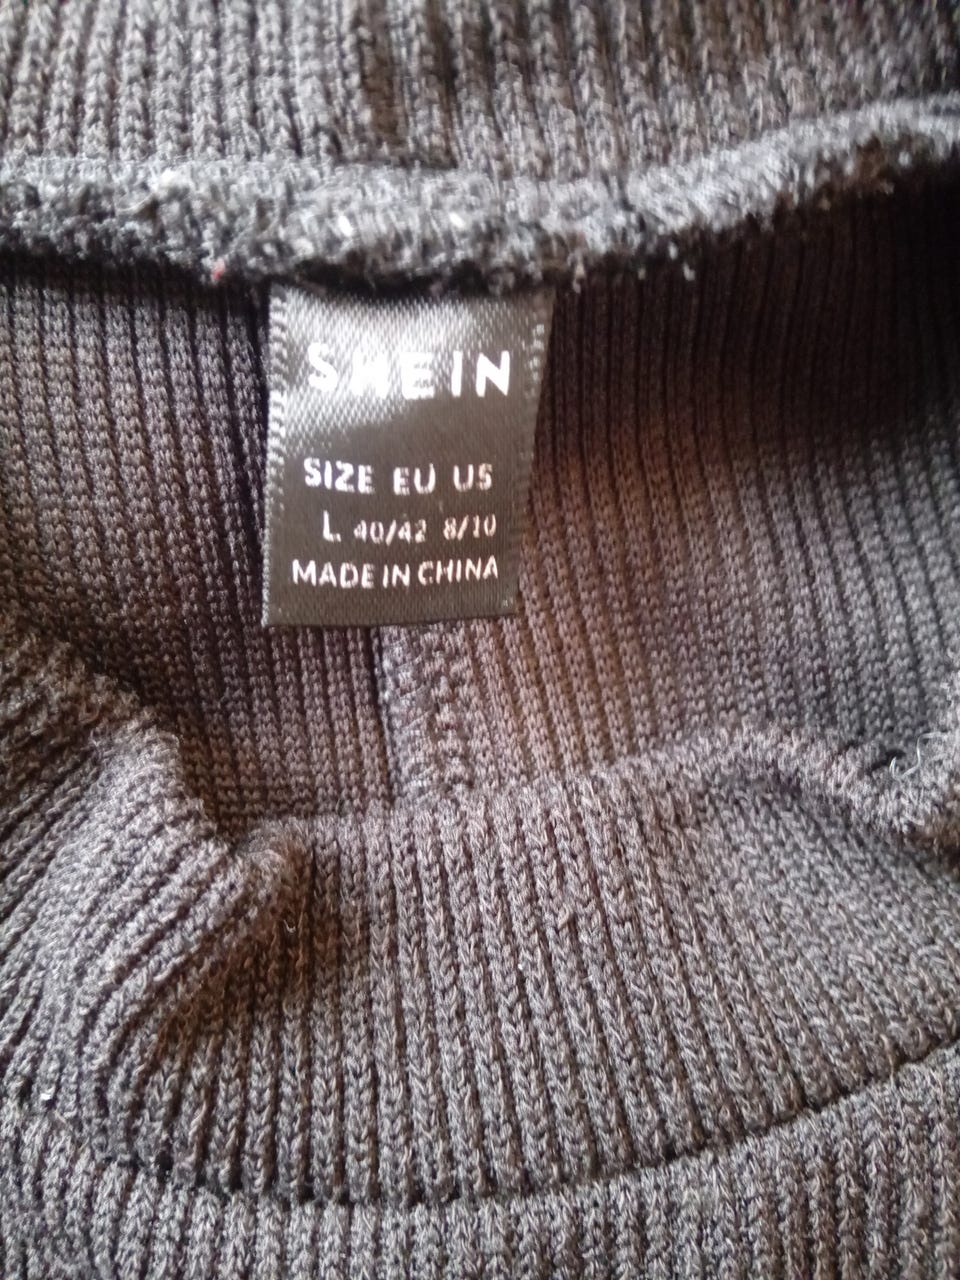 SHEIN
SIZE EU US
L 40/42 8/10
MADE IN CHINA